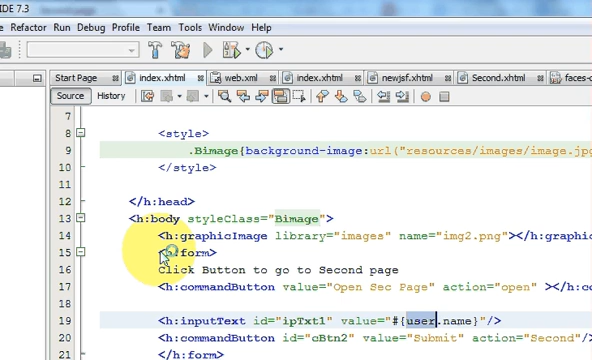 IDE 7.3
Refactor Run Debug Profile Team Tools Window Help
Start Page index.xhtml web.xml index.xhtml newjsf.xhtml Second.xhtml faces-c
Source History
7
8 <style>
9 .Bimage{background-image:url("resources/images/image.jpg
10 </style>
11
12 </h:head>
13 <h:body styleClass="Bimage">
14 <h:graphicImage library="images" name="img2.png"></h:graphic
15 form>
16 Click Button to go to Second page
17 <h:commandButton value="Open Sec Page" action="open" ></h:co
18
19 <h:inputText id="ipTxt1" value="#{user.name}"/>
20 <h:commandButton id="cBtn2" value="Submit" action="Second"/>
21 </h:form>